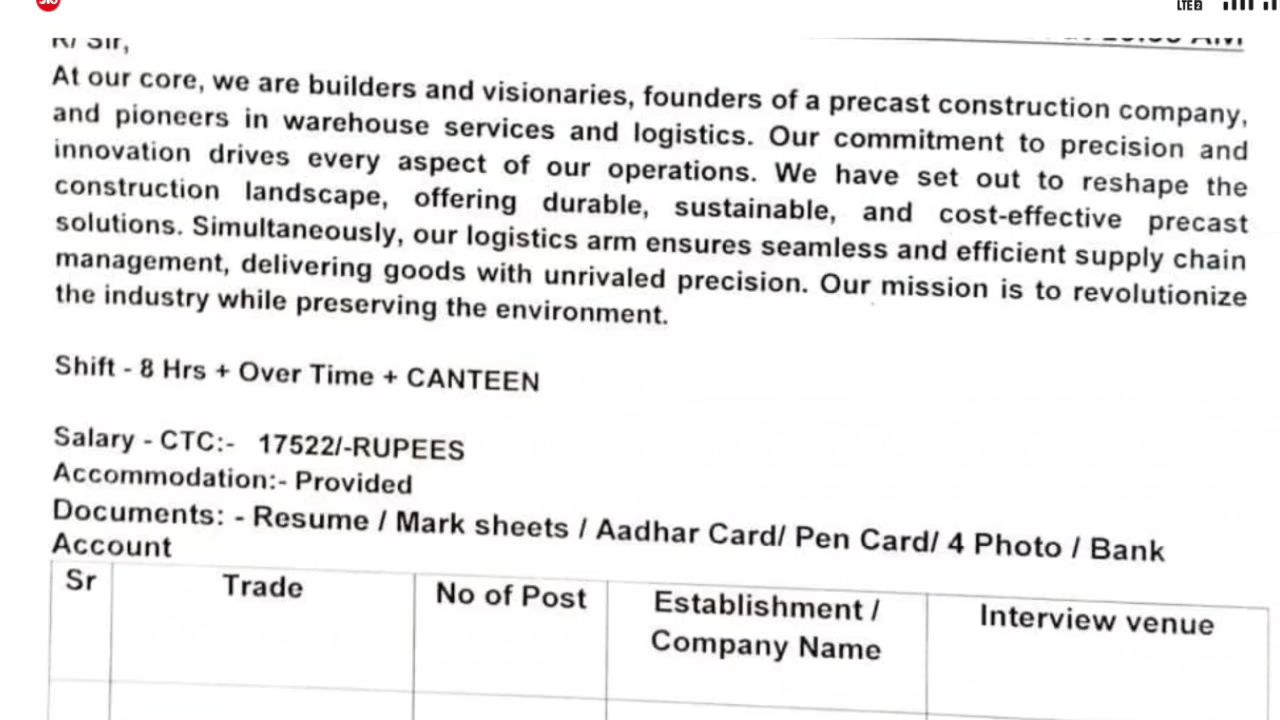 LTE 2
R/ Sir,
At our core, we are builders and visionaries, founders of a precast construction company,
and pioneers in warehouse services and logistics. Our commitment to precision and
innovation drives every aspect of our operations. We have set out to reshape the
construction landscape, offering durable, sustainable, and cost-effective precast
solutions. Simultaneously, our logistics arm ensures seamless and efficient supply chain
management, delivering goods with unrivaled precision. Our mission is to revolutionize
the industry while preserving the environment.
Shift - 8 Hrs + Over Time + CANTEEN
Salary - CTC:- 17522/-RUPEES
Accommodation:- Provided
Documents: - Resume / Mark sheets / Aadhar Card/ Pen Card/ 4 Photo / Bank
Account
Sr Trade No of Post Establishment / Interview venue
Company Name